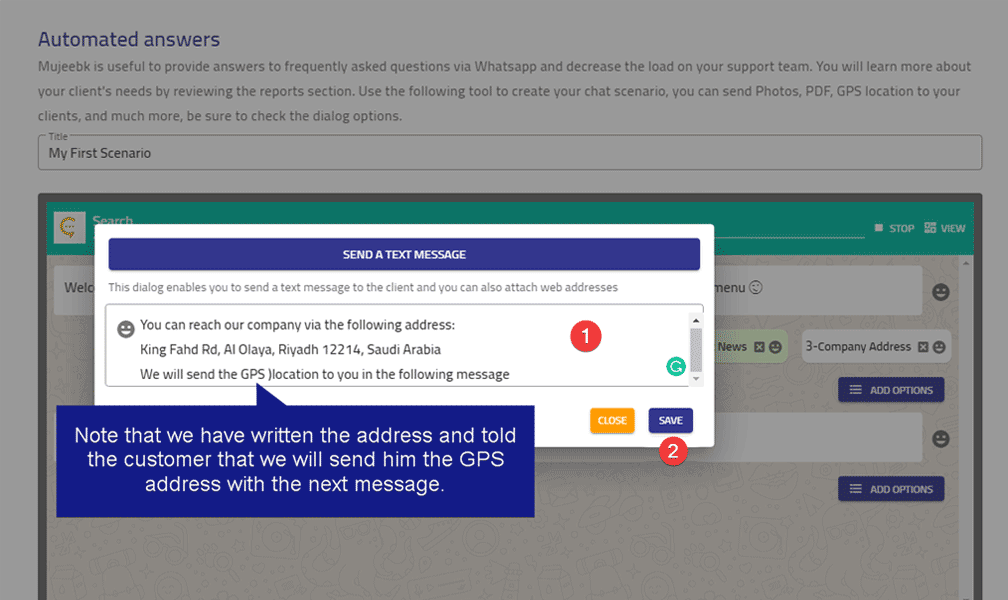 Automated answers
Mujeebk is useful to provide answers to frequently asked questions via Whatsapp and decrease the load on your support team. You will learn more about
your client's needs by reviewing the reports section. Use the following tool to create your chat scenario, you can send Photos, PDF, GPS location to your
clients, and much more, be sure to check the dialog options.
Title
My First Scenario
Search
STOP VIEW
SEND A TEXT MESSAGE
This dialog enables you to send a text message to the client and you can also attach web addresses
menu
You can reach our company via the following address:
King Fahd Rd, Al Olaya, Riyadh 12214, Saudi Arabia
We will send the GPS )location to you in the following message
1
News 3-Company Address
ADD OPTIONS
CLOSE SAVE
2
Note that we have written the address and told
the customer that we will send him the GPS
address with the next message.
ADD OPTIONS